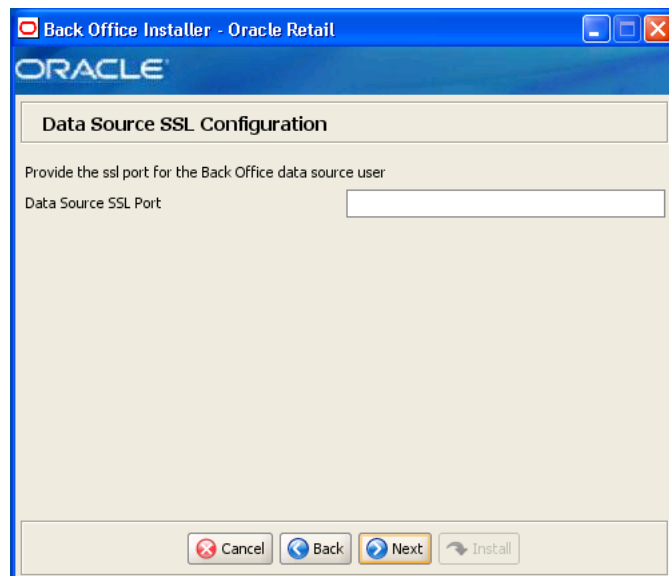 Back Office Installer - Oracle Retail
ORACLE
Data Source SSL Configuration
Provide the ssl port for the Back Office data source user
Data Source SSL Port
Cancel Back Next Install